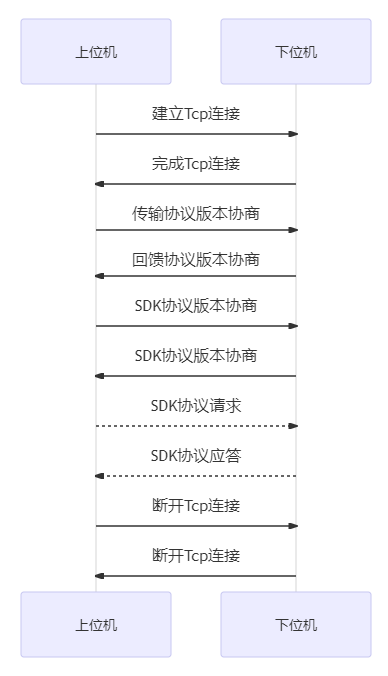 上位机
下位机
建立Tcp连接
完成Tcp连接
传输协议版本协商
回馈协议版本协商
SDK协议版本协商
SDK协议版本协商
SDK协议请求
SDK协议应答
断开Tcp连接
断开Tcp连接
上位机
下位机